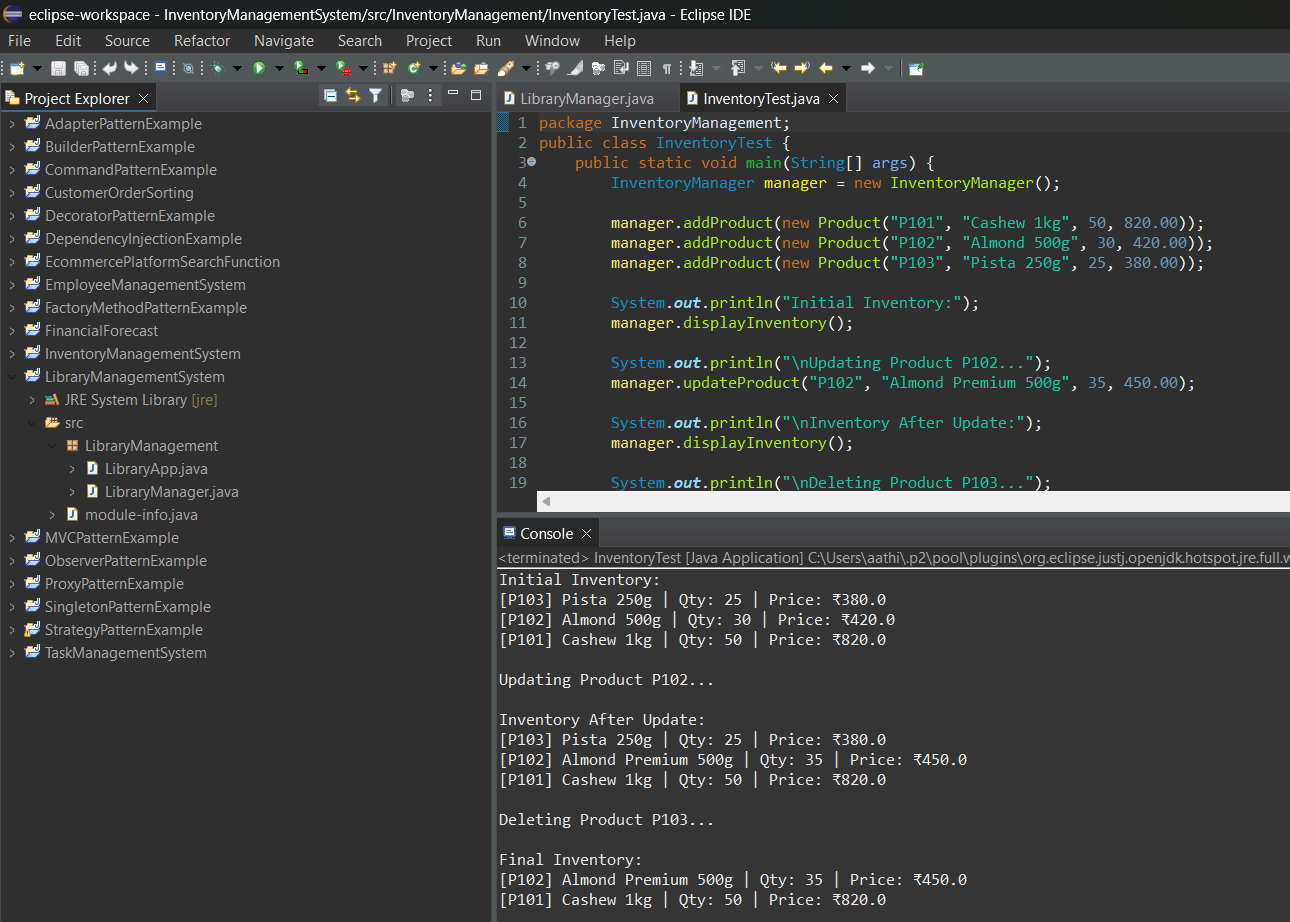 eclipse-workspace - InventoryManagementSystem/src/InventoryManagement/InventoryTest.java - Eclipse IDE
File Edit Source Refactor Navigate Search Project Run Window Help
Project Explorer
AdapterPatternExample
BuilderPatternExample
CommandPatternExample
CustomerOrderSorting
DecoratorPatternExample
DependencyInjectionExample
EcommercePlatformSearchFunction
EmployeeManagementSystem
FactoryMethodPatternExample
FinancialForecast
InventoryManagementSystem
LibraryManagementSystem
JRE System Library [jre]
src
LibraryManagement
LibraryApp.java
LibraryManager.java
module-info.java
MVCPatternExample
ObserverPatternExample
ProxyPatternExample
SingletonPatternExample
StrategyPatternExample
TaskManagementSystem
LibraryManager.java InventoryTest.java
1 package InventoryManagement;
2 public class InventoryTest {
3 public static void main(String[] args) {
4 InventoryManager manager = new InventoryManager();
5
6 manager.addProduct(new Product("P101", "Cashew 1kg", 50, 820.00));
7 manager.addProduct(new Product("P102", "Almond 500g", 30, 420.00));
8 manager.addProduct(new Product("P103", "Pista 250g", 25, 380.00));
9
10 System.out.println("Initial Inventory:");
11 manager.displayInventory();
12
13 System.out.println("\nUpdating Product P102...");
14 manager.updateProduct("P102", "Almond Premium 500g", 35, 450.00);
15
16 System.out.println("\nInventory After Update:");
17 manager.displayInventory();
18
19 System.out.println("\nDeleting Product P103...");
Console
<terminated> InventoryTest [Java Application] C:\Users\aathi\.p2\pool\plugins\org.eclipse.justj.openjdk.hotspot.jre.full.w
Initial Inventory:
[P103] Pista 250g | Qty: 25 | Price: ₹380.0
[P102] Almond 500g | Qty: 30 | Price: ₹420.0
[P101] Cashew 1kg | Qty: 50 | Price: ₹820.0
Updating Product P102...
Inventory After Update:
[P103] Pista 250g | Qty: 25 | Price: ₹380.0
[P102] Almond Premium 500g | Qty: 35 | Price: ₹450.0
[P101] Cashew 1kg | Qty: 50 | Price: ₹820.0
Deleting Product P103...
Final Inventory:
[P102] Almond Premium 500g | Qty: 35 | Price: ₹450.0
[P101] Cashew 1kg | Qty: 50 | Price: ₹820.0